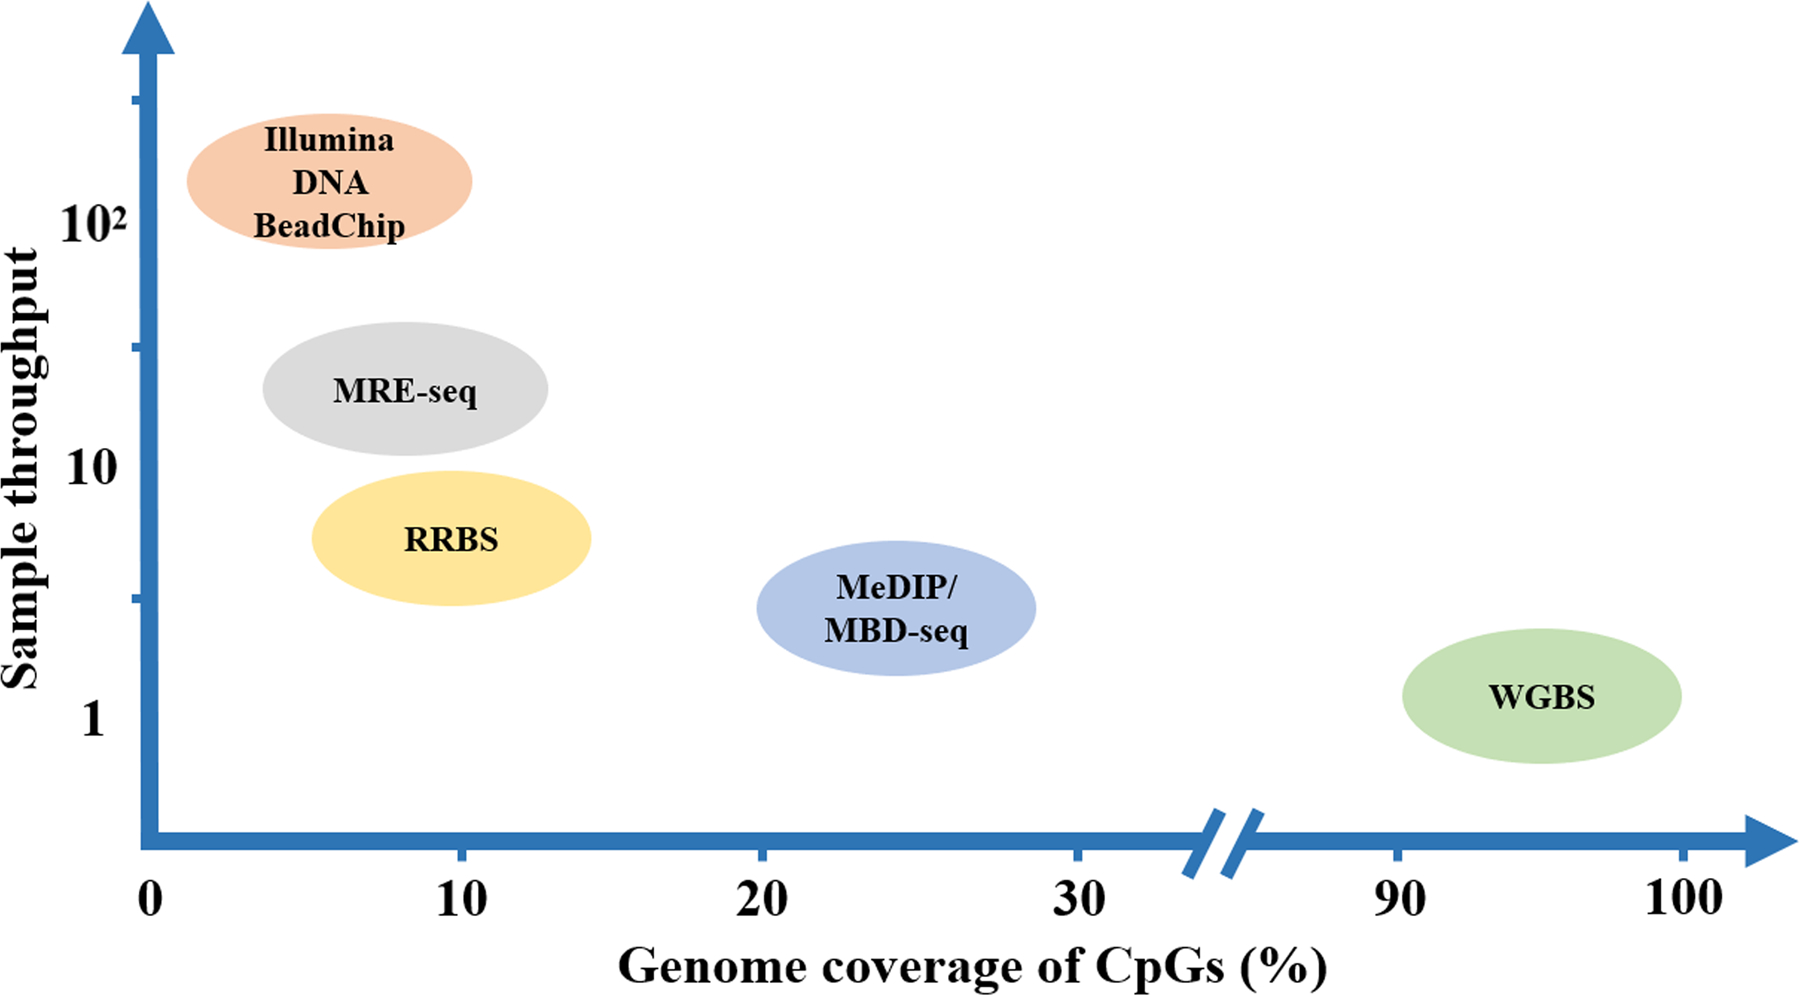 Illumina
DNA
BeadChip
10²
MRE-seq
10
RRBS
MeDIP/
MBD-seq
WGBS
1
Sample throughput
0
10
20
30
90
100
Genome coverage of CpGs (%)